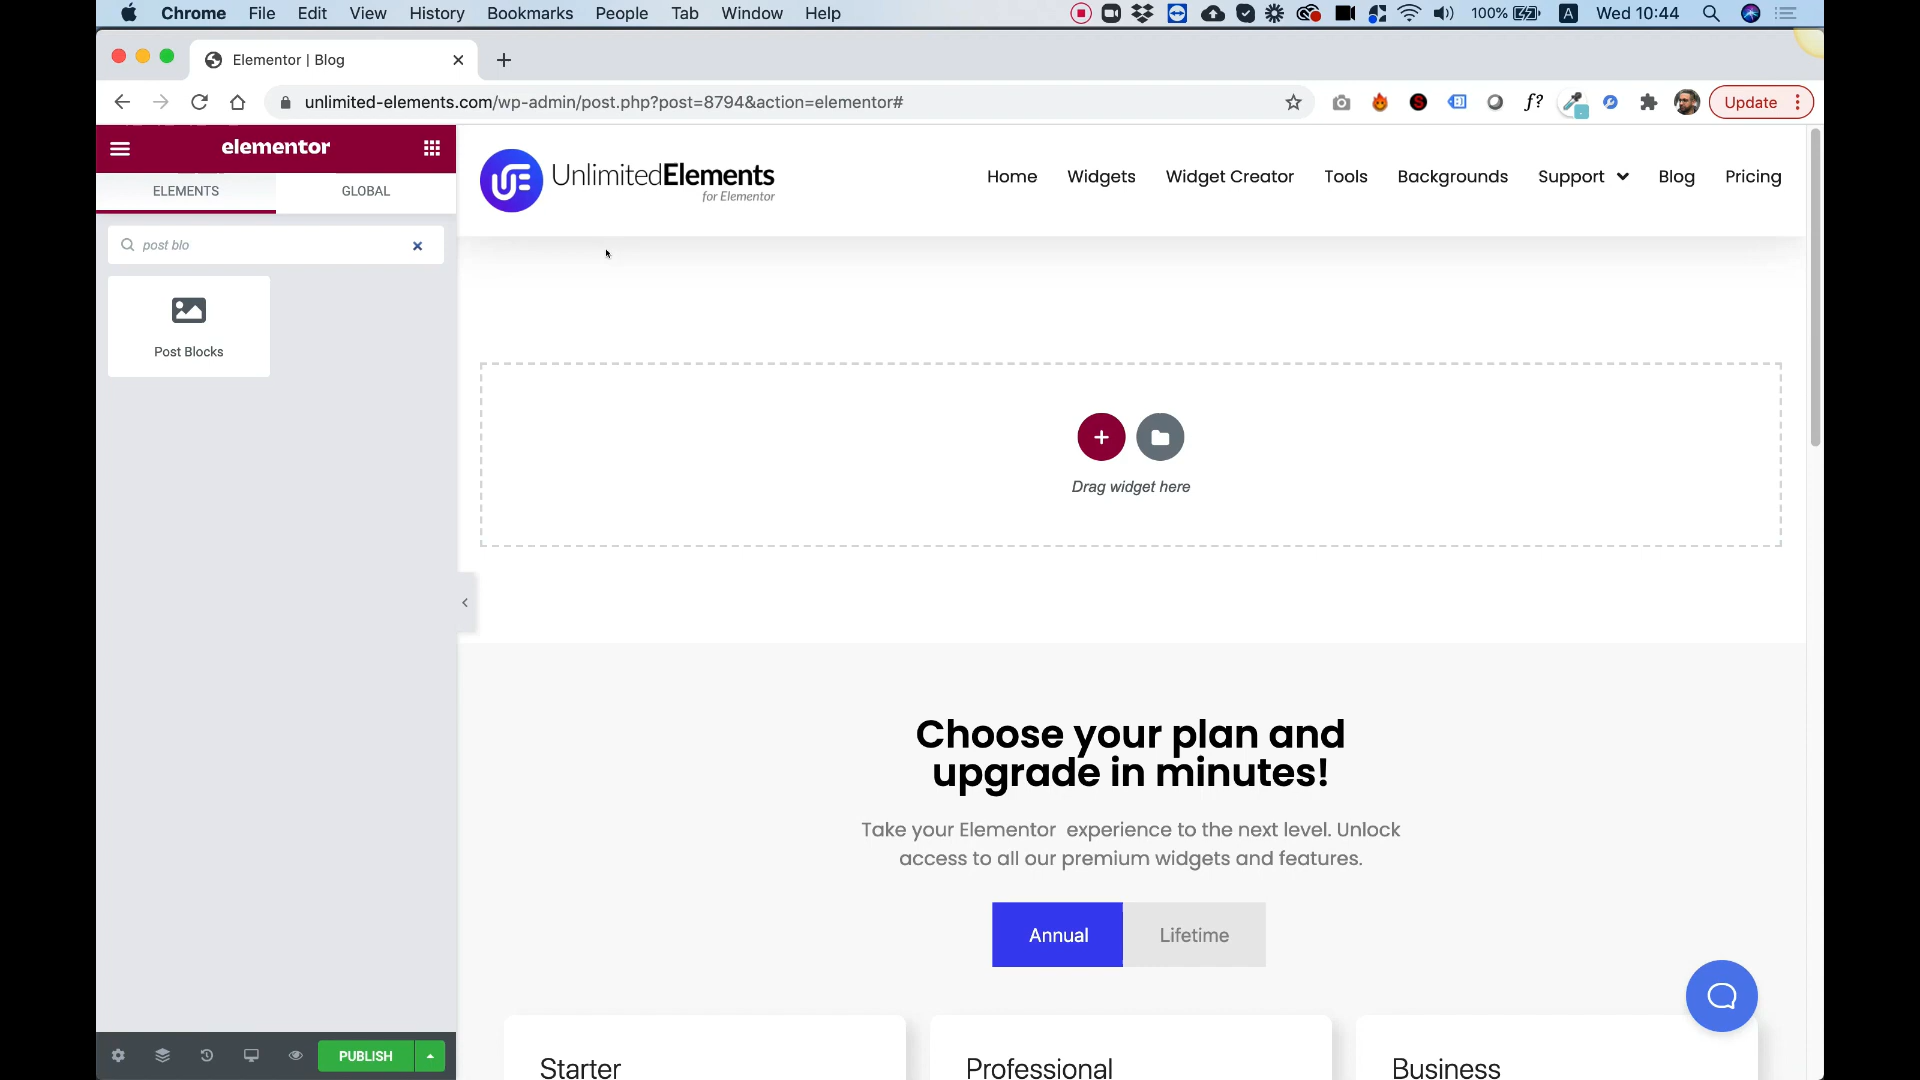 Chrome File Edit View History Bookmarks People Tab Window Help 100% A Wed 10:44
Elementor | Blog
unlimited-elements.com/wp-admin/post.php?post=8794&action=elementor# S f? Update
elementor
ELEMENTS GLOBAL
post blo
Post Blocks
UnlimitedElements
for Elementor
Home Widgets Widget Creator Tools Backgrounds Support Blog Pricing
Drag widget here
Choose your plan and
upgrade in minutes!
Take your Elementor experience to the next level. Unlock
access to all our premium widgets and features.
Annual Lifetime
Starter Professional Business
PUBLISH